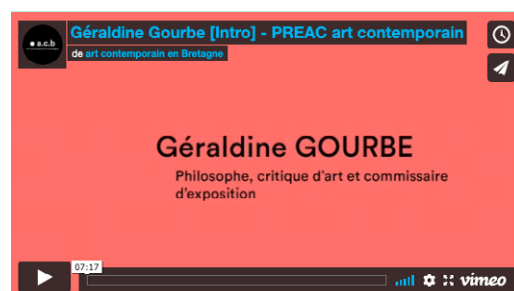 Géraldine Gourbe [Intro] - PREAC art contemporain
a.c.b
de art contemporain en Bretagne
Géraldine GOURBE
Philosophe, critique d'art et commissaire
d'exposition
07:17
vimeo